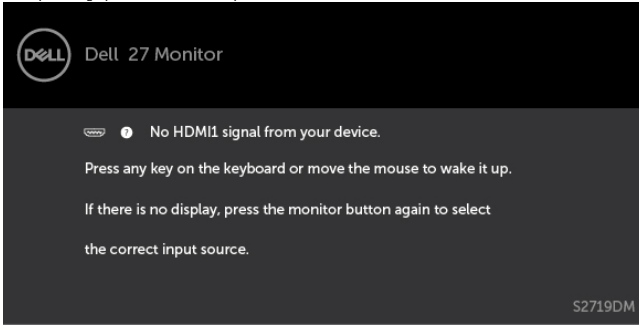 DELL Dell 27 Monitor
? No HDMI1 signal from your device.
Press any key on the keyboard or move the mouse to wake it up.
If there is no display, press the monitor button again to select
the correct input source.
S2719DM